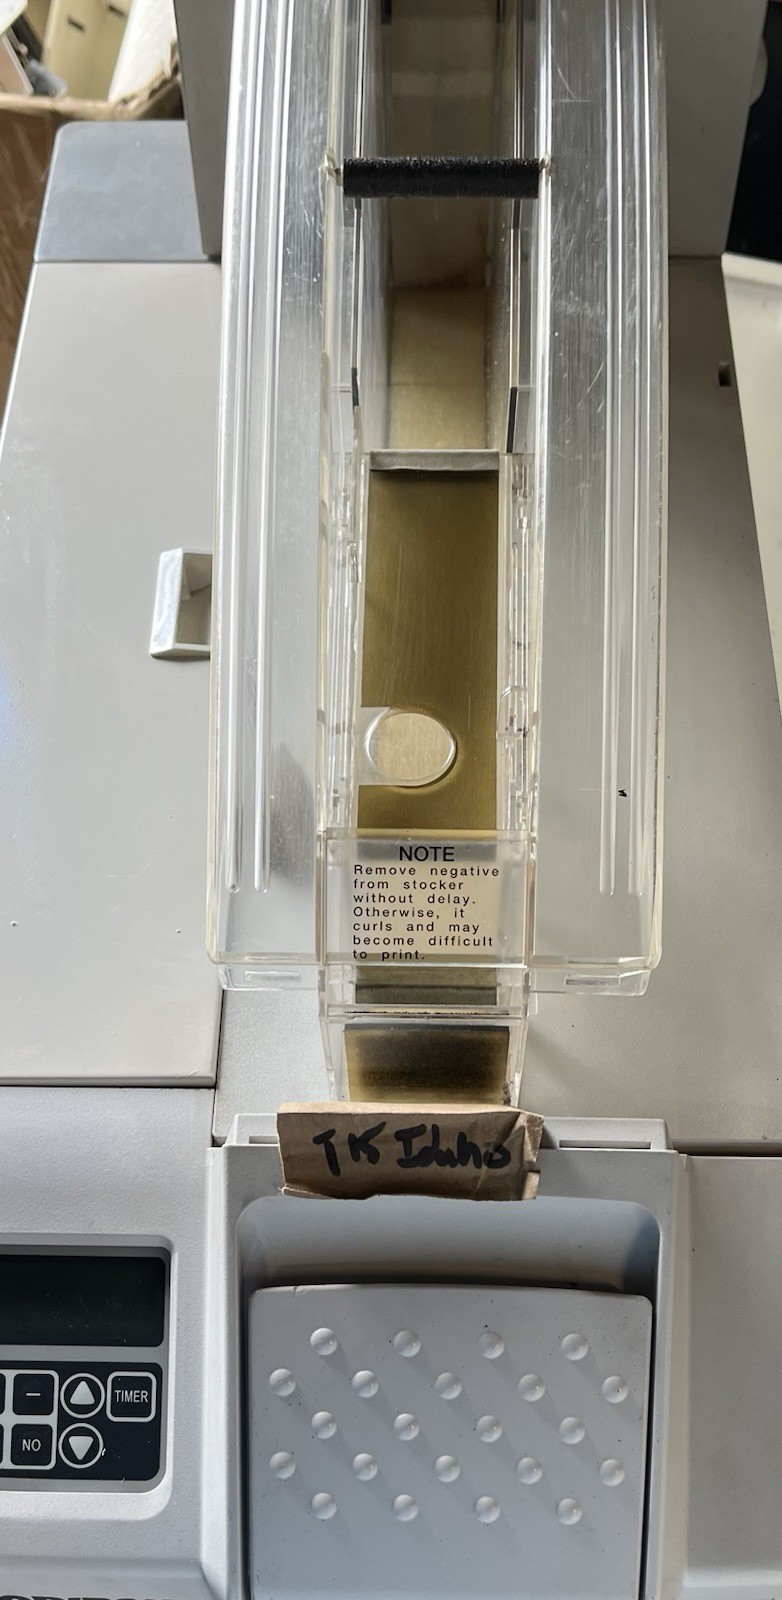 NOTE
Remove negative
from stocker
without delay.
Otherwise, it
curls and may
become difficult
to print.
TK Idaho
− TIMER
NO